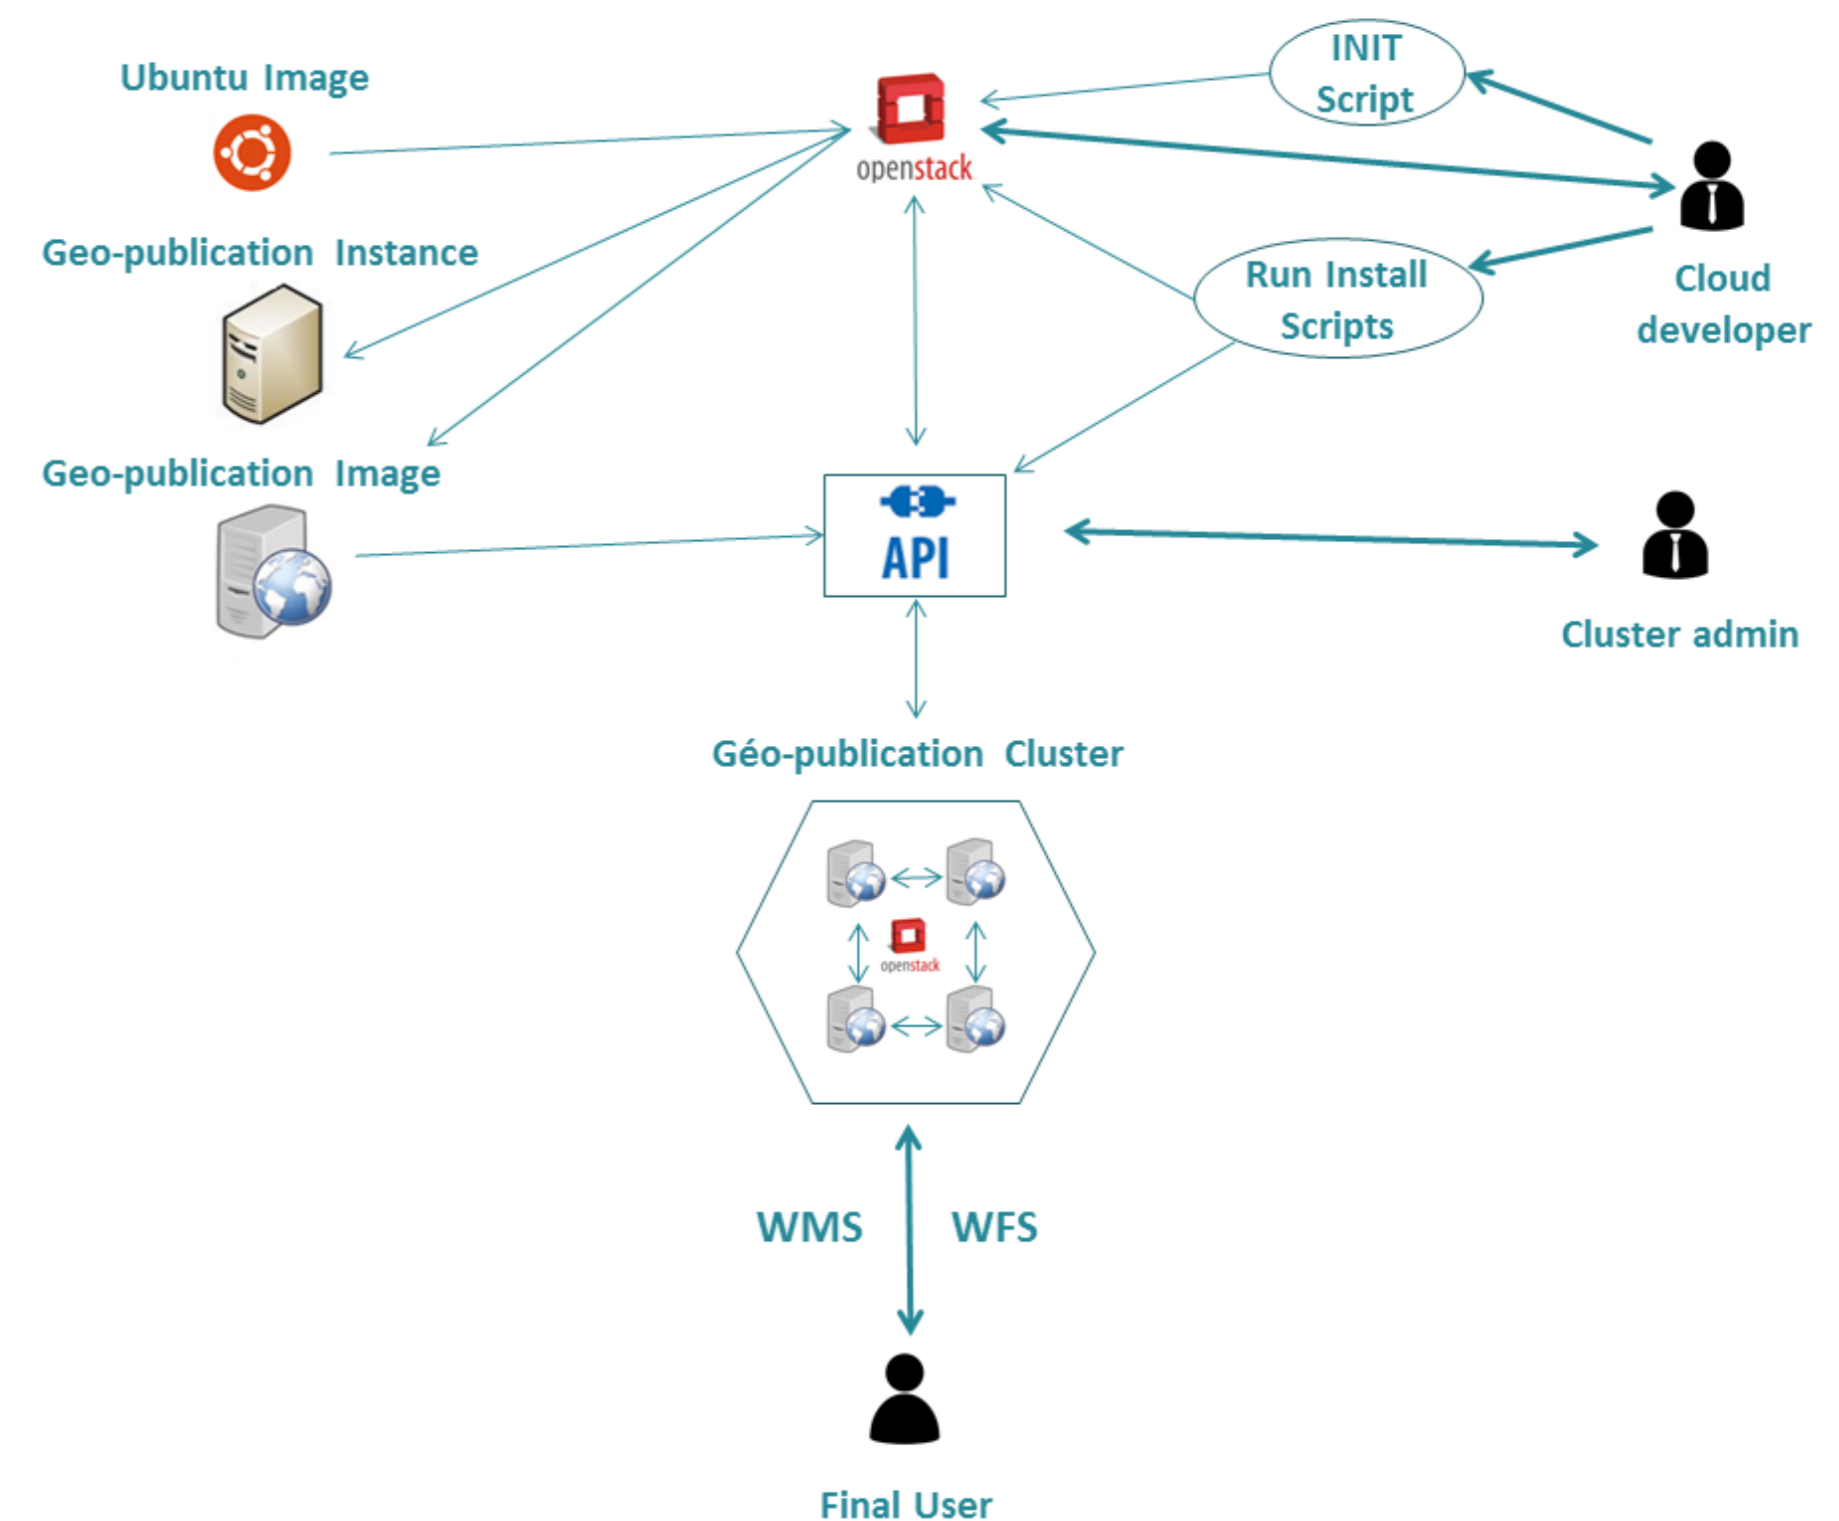 Ubuntu Image
INIT
Script
openstack
Geo-publication Instance
Run Install
Scripts
Cloud
developer
Geo-publication Image
API
Cluster admin
Géo-publication Cluster
openstack
WMS
WFS
Final User